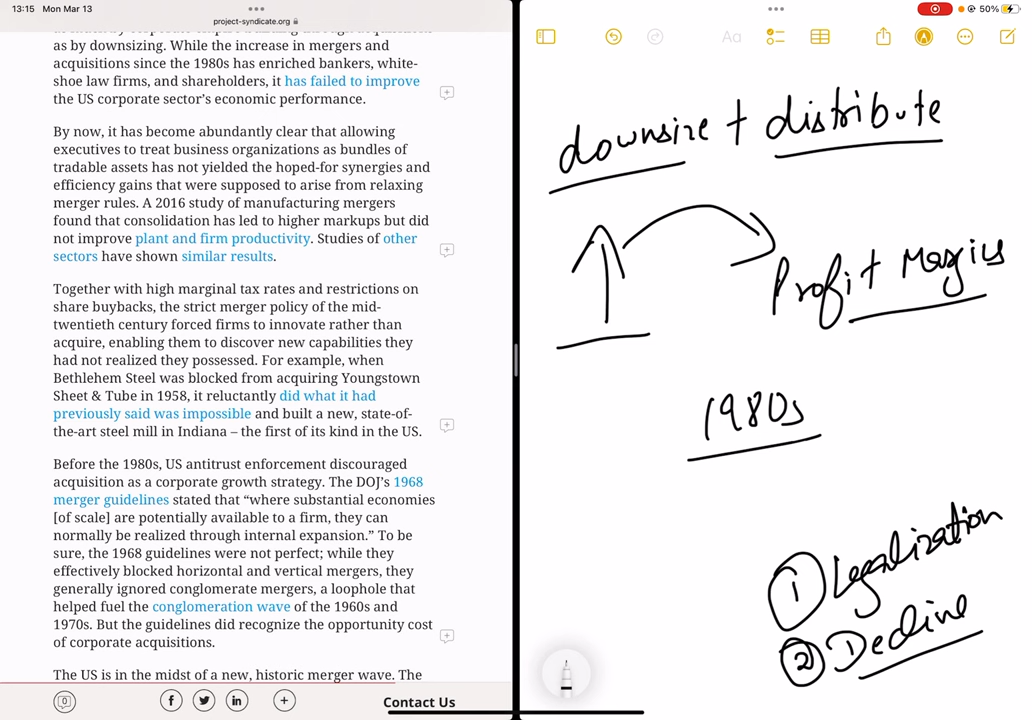 13:15 Mon Mar 13
project-syndicate.org
50%
as by downsizing. While the increase in mergers and
acquisitions since the 1980s has enriched bankers, white-
shoe law firms, and shareholders, it has failed to improve
the US corporate sector's economic performance.
By now, it has become abundantly clear that allowing
executives to treat business organizations as bundles of
tradable assets has not yielded the hoped-for synergies and
efficiency gains that were supposed to arise from relaxing
merger rules. A 2016 study of manufacturing mergers
found that consolidation has led to higher markups but did
not improve plant and firm productivity. Studies of other
sectors have shown similar results.
Together with high marginal tax rates and restrictions on
share buybacks, the strict merger policy of the mid-
twentieth century forced firms to innovate rather than
acquire, enabling them to discover new capabilities they
had not realized they possessed. For example, when
Bethlehem Steel was blocked from acquiring Youngstown
Sheet & Tube in 1958, it reluctantly did what it had
previously said was impossible and built a new, state-of-
the-art steel mill in Indiana – the first of its kind in the US.
Before the 1980s, US antitrust enforcement discouraged
acquisition as a corporate growth strategy. The DOJ's 1968
merger guidelines stated that “where substantial economies
[of scale] are potentially available to a firm, they can
normally be realized through internal expansion.” To be
sure, the 1968 guidelines were not perfect; while they
effectively blocked horizontal and vertical mergers, they
generally ignored conglomerate mergers, a loophole that
helped fuel the conglomeration wave of the 1960s and
1970s. But the guidelines did recognize the opportunity cost
of corporate acquisitions.
The US is in the midst of a new, historic merger wave. The
0
Contact Us
Aa
downsize + distribute
Profit Margins
1980s
1 Legalization
2 Decline